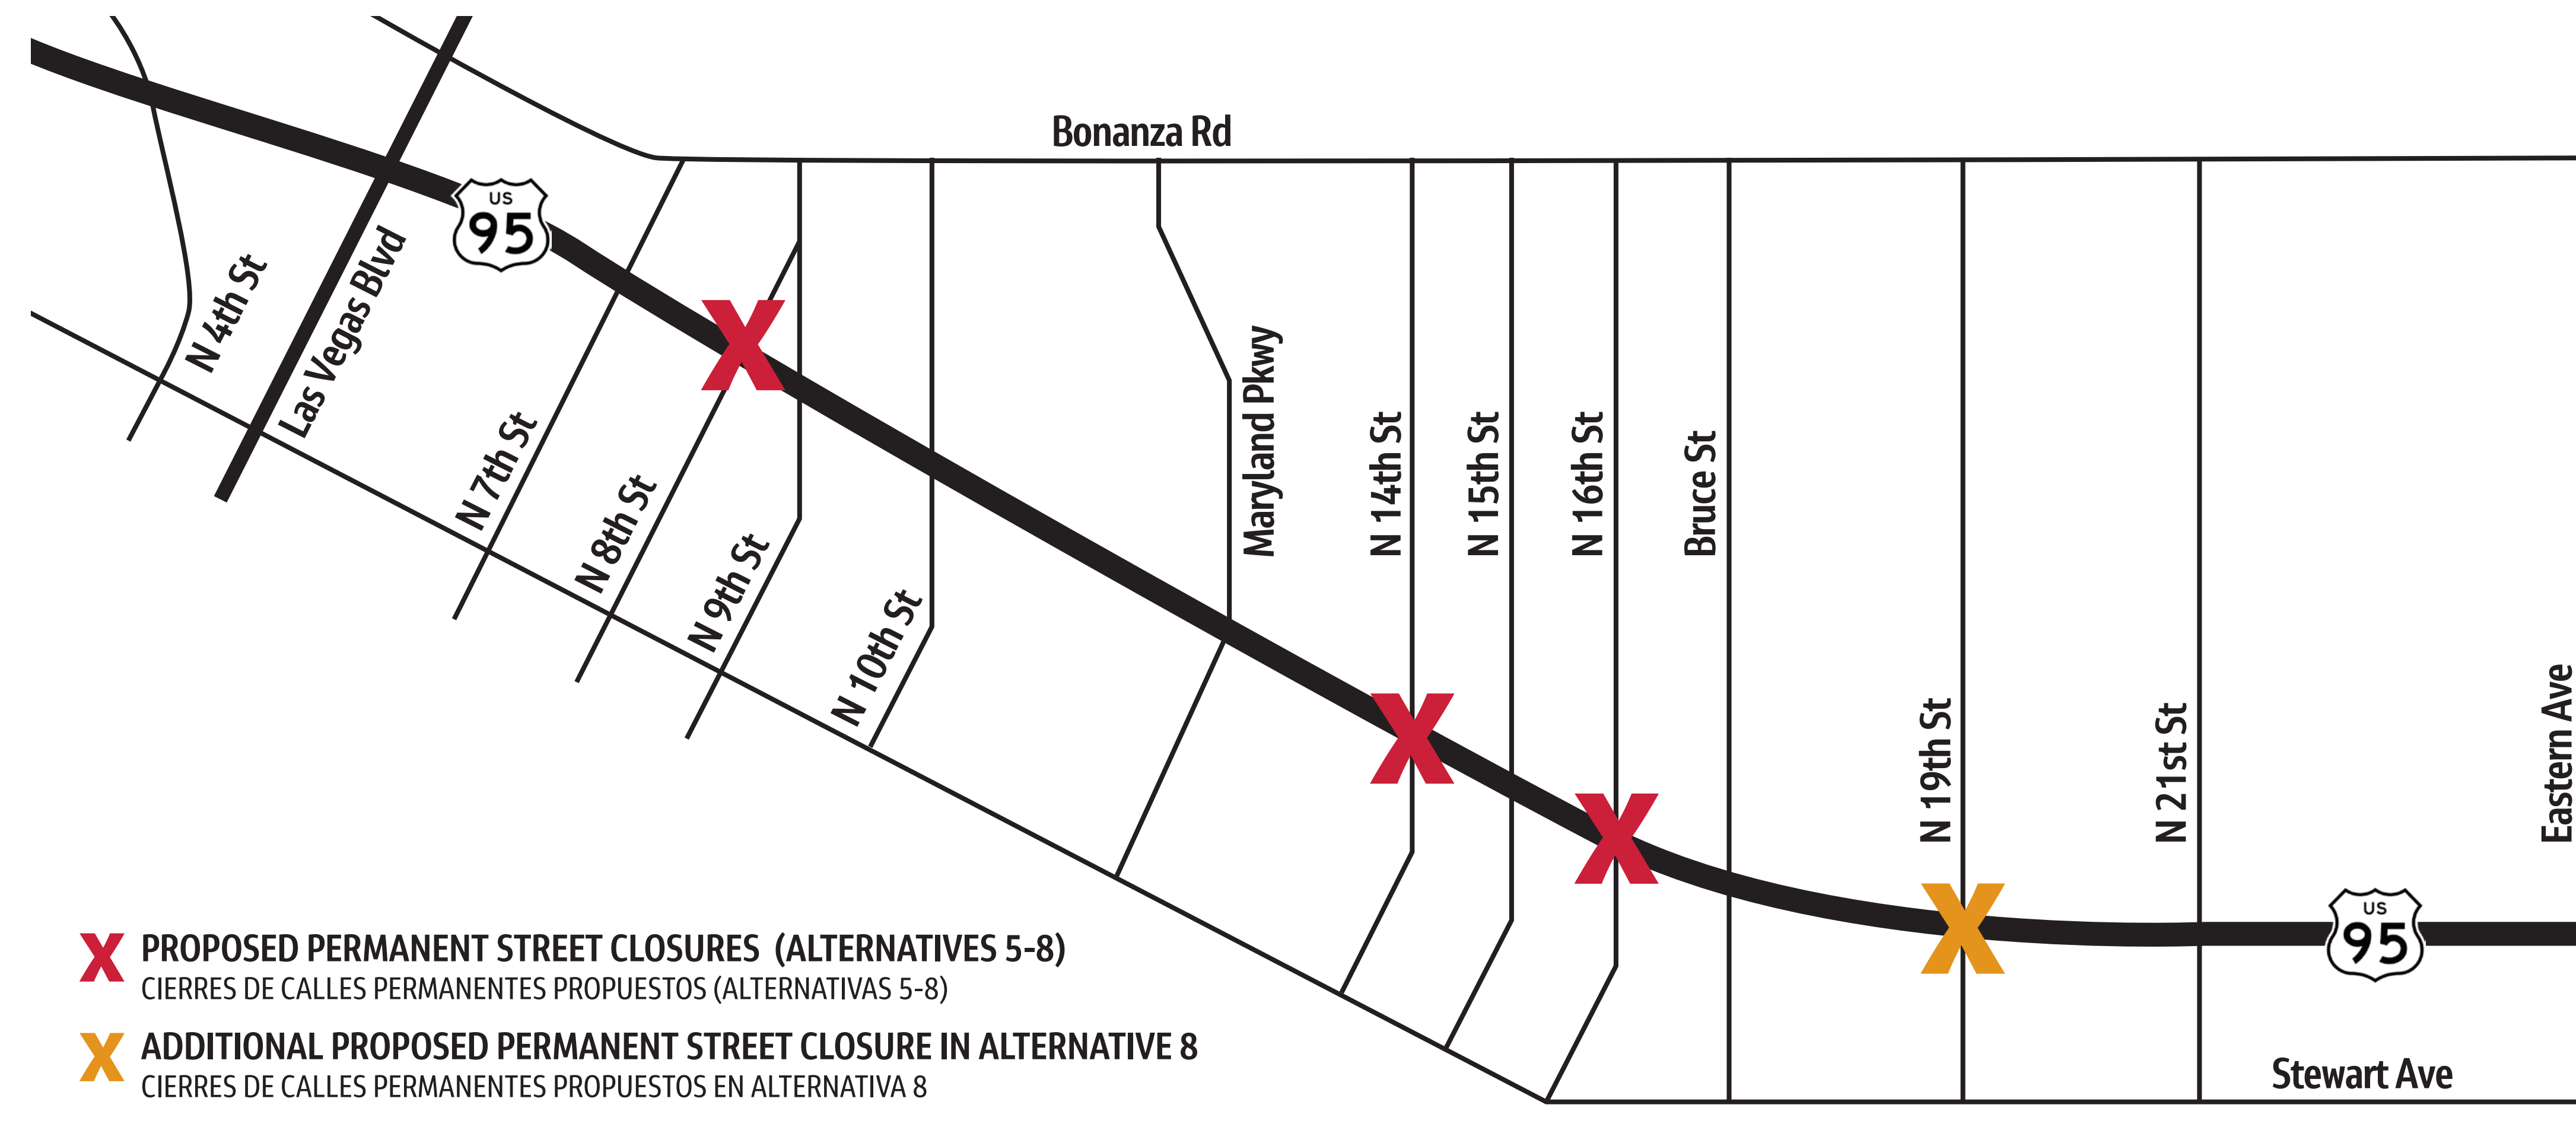 Bonanza Rd
US
95
N 4th St
Las Vegas Blvd
N 7th St
N 8th St
N 9th St
N 10th St
Maryland Pkwy
N 14th St
N 15th St
N 16th St
Bruce St
N 19th St
N 21st St
Eastern Ave
US
95
Stewart Ave
X PROPOSED PERMANENT STREET CLOSURES (ALTERNATIVES 5-8)
CIERRES DE CALLES PERMANENTES PROPUESTOS (ALTERNATIVAS 5-8)
X ADDITIONAL PROPOSED PERMANENT STREET CLOSURE IN ALTERNATIVE 8
CIERRES DE CALLES PERMANENTES PROPUESTOS EN ALTERNATIVA 8